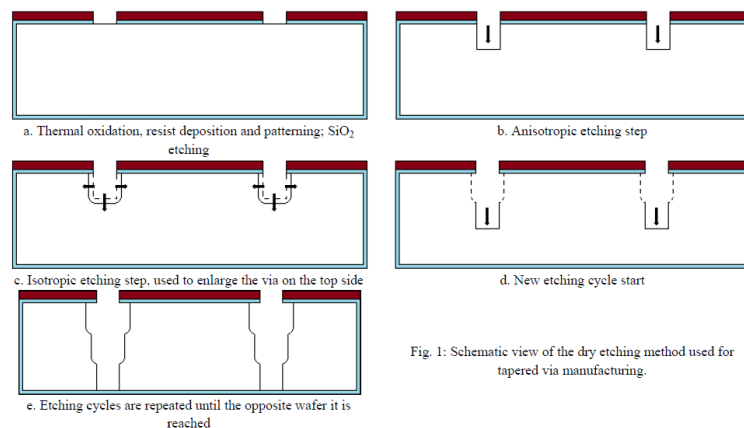 a. Thermal oxidation, resist deposition and patterning; SiO₂
etching
b. Anisotropic etching step
c. Isotropic etching step, used to enlarge the via on the top side
d. New etching cycle start
e. Etching cycles are repeated until the opposite wafer it is
reached
Fig. 1: Schematic view of the dry etching method used for
tapered via manufacturing.